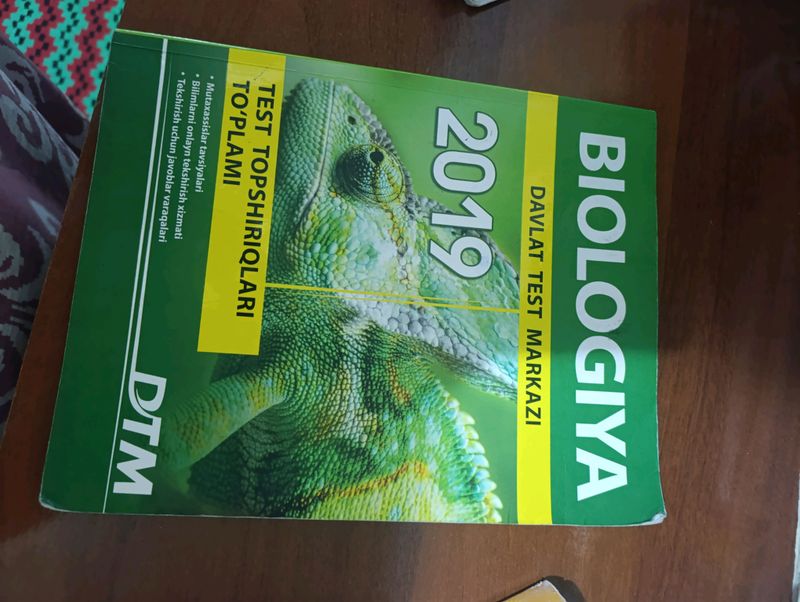 BIOLOGIYA
DAVLAT TEST MARKAZI
2019
TEST TOPSHIRIQLARI
TO'PLAMI
• Mutaxassislar tavsiyalari
• Bilimlarni onlayn tekshirish xizmati
• Tekshirish uchun javoblar varaqalari
DTM